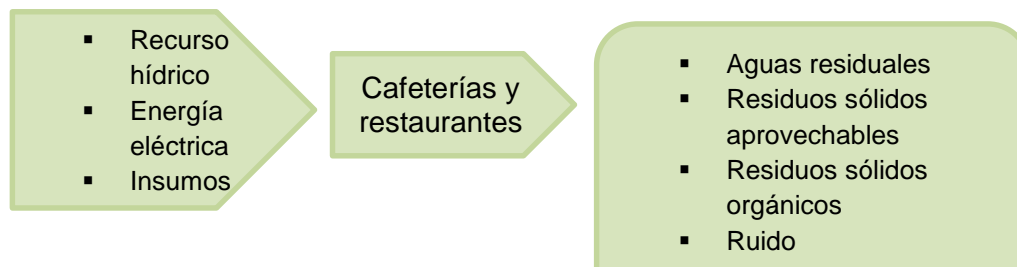 ▪ Recurso
hídrico
▪ Energía
eléctrica
▪ Insumos
Cafeterías y
restaurantes
▪ Aguas residuales
▪ Residuos sólidos
aprovechables
▪ Residuos sólidos
orgánicos
▪ Ruido